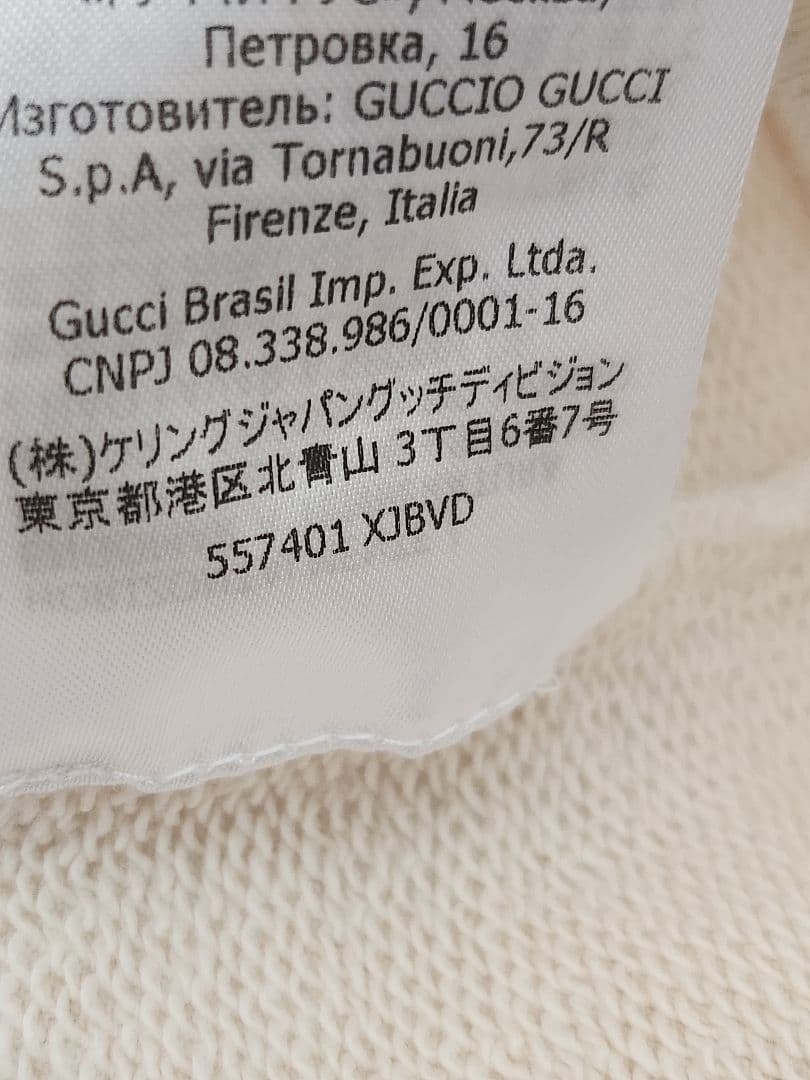 Петровка, 16
Изготовитель: GUCCIO GUCCI
S.p.A, via Tornabuoni,73/R
Firenze, Italia
Gucci Brasil Imp. Exp. Ltda.
CNPJ 08.338.986/0001-16
(株)ケリングジャパングッチディビジョン
東京都港区北青山 3丁目6番7号
557401 XJBVD